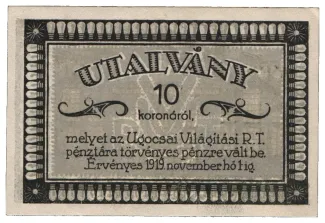 UTALVÁNY
10
koronáról,
melyet az Ugocsai Világítási R.T.
pénztára törvényes pénzre vált be.
Érvényes 1919. november hó 1-ig.